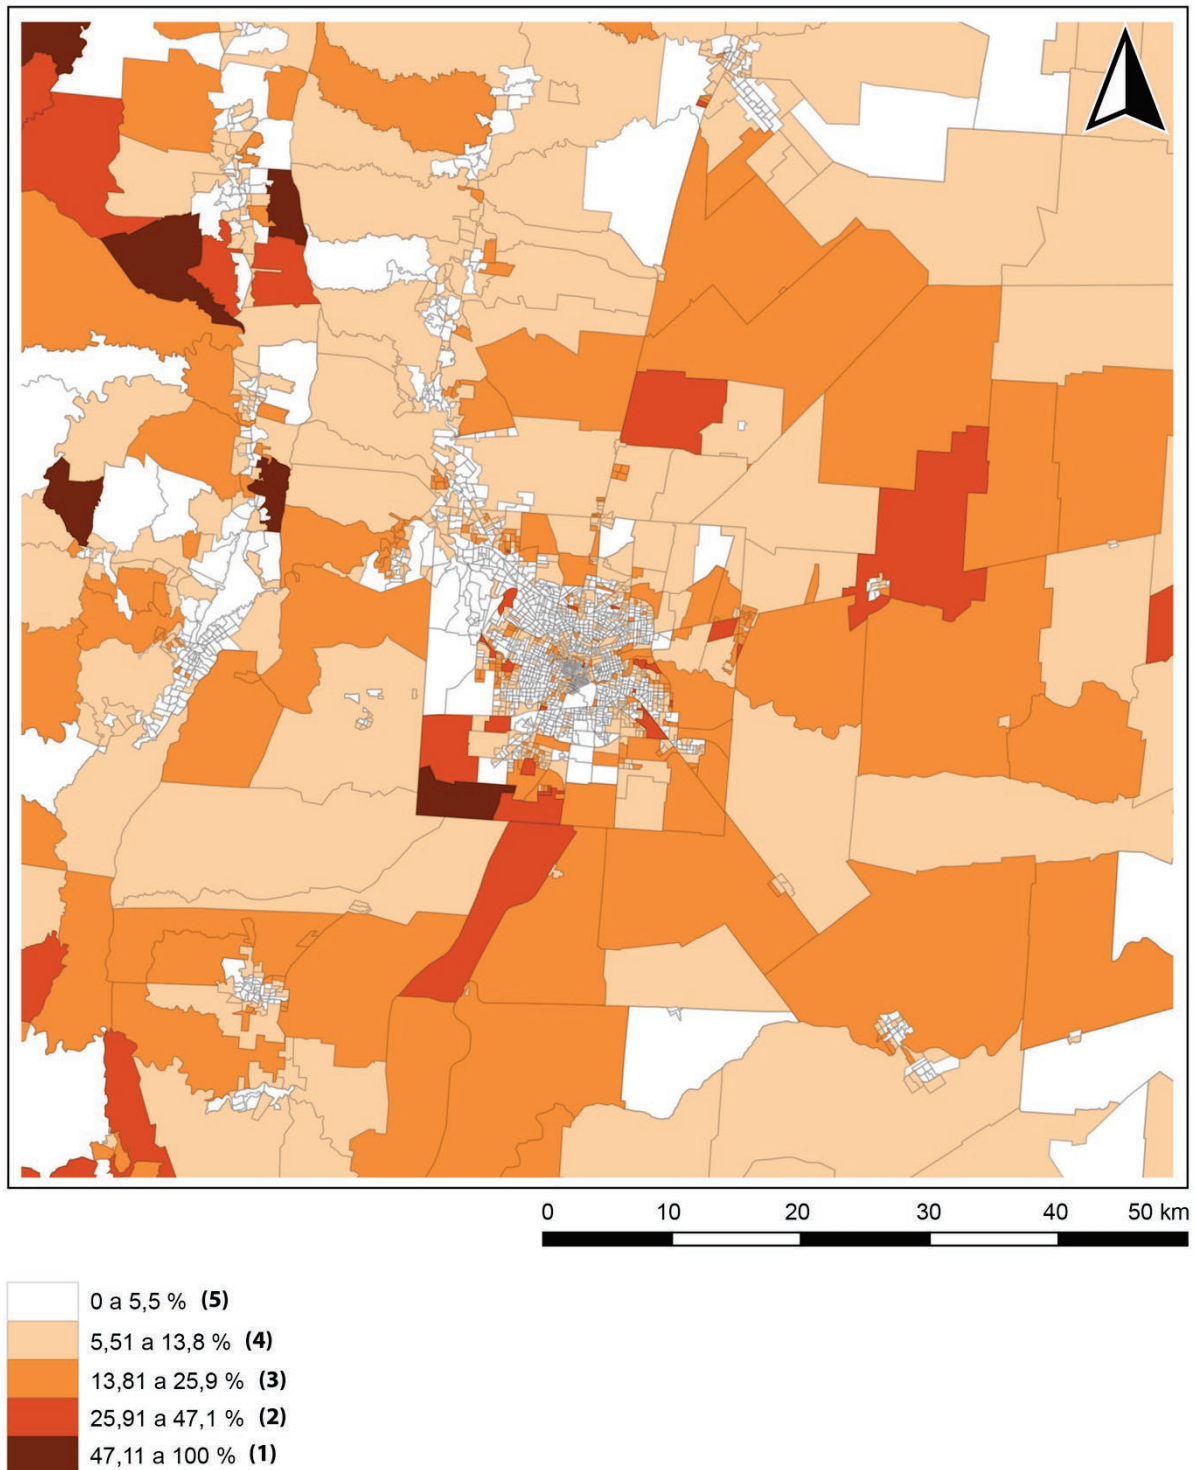 0 10 20 30 40 50 km
0 a 5,5 % (5)
5,51 a 13,8 % (4)
13,81 a 25,9 % (3)
25,91 a 47,1 % (2)
47,11 a 100 % (1)